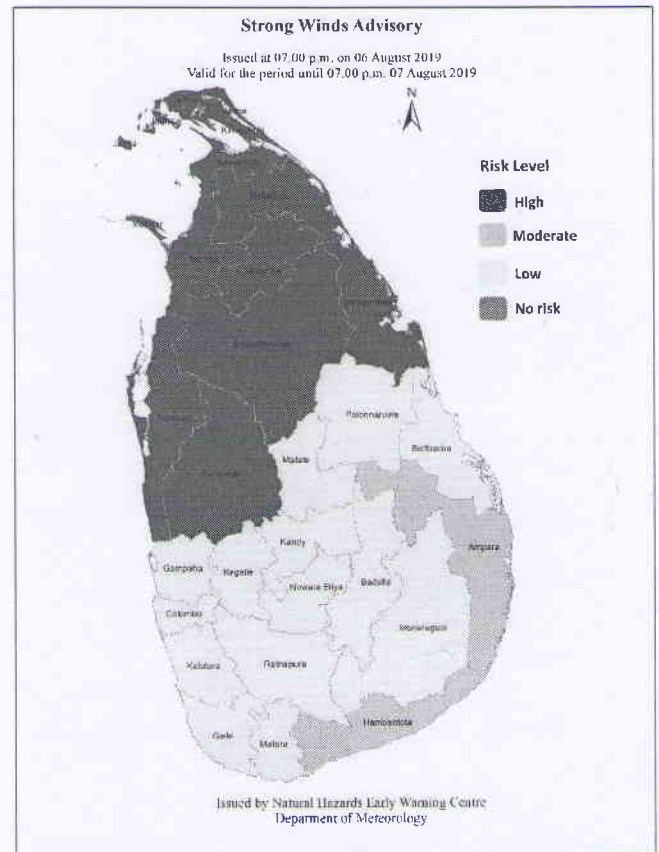 Strong Winds Advisory
Issued at 07.00 p.m. on 06 August 2019
Valid for the period until 07.00 p.m. 07 August 2019
N
Risk Level
High
Moderate
Low
No risk
Polonnaruwa
Batticaloa
Matale
Ampara
Kandy
Gampaha
Kegalle
Nuwara Eliya
Badulla
Colombo
Monaragala
Kalutara
Ratnapura
Hambantota
Galle
Matara
Issued by Natural Hazards Early Warning Centre
Deparment of Meteorology